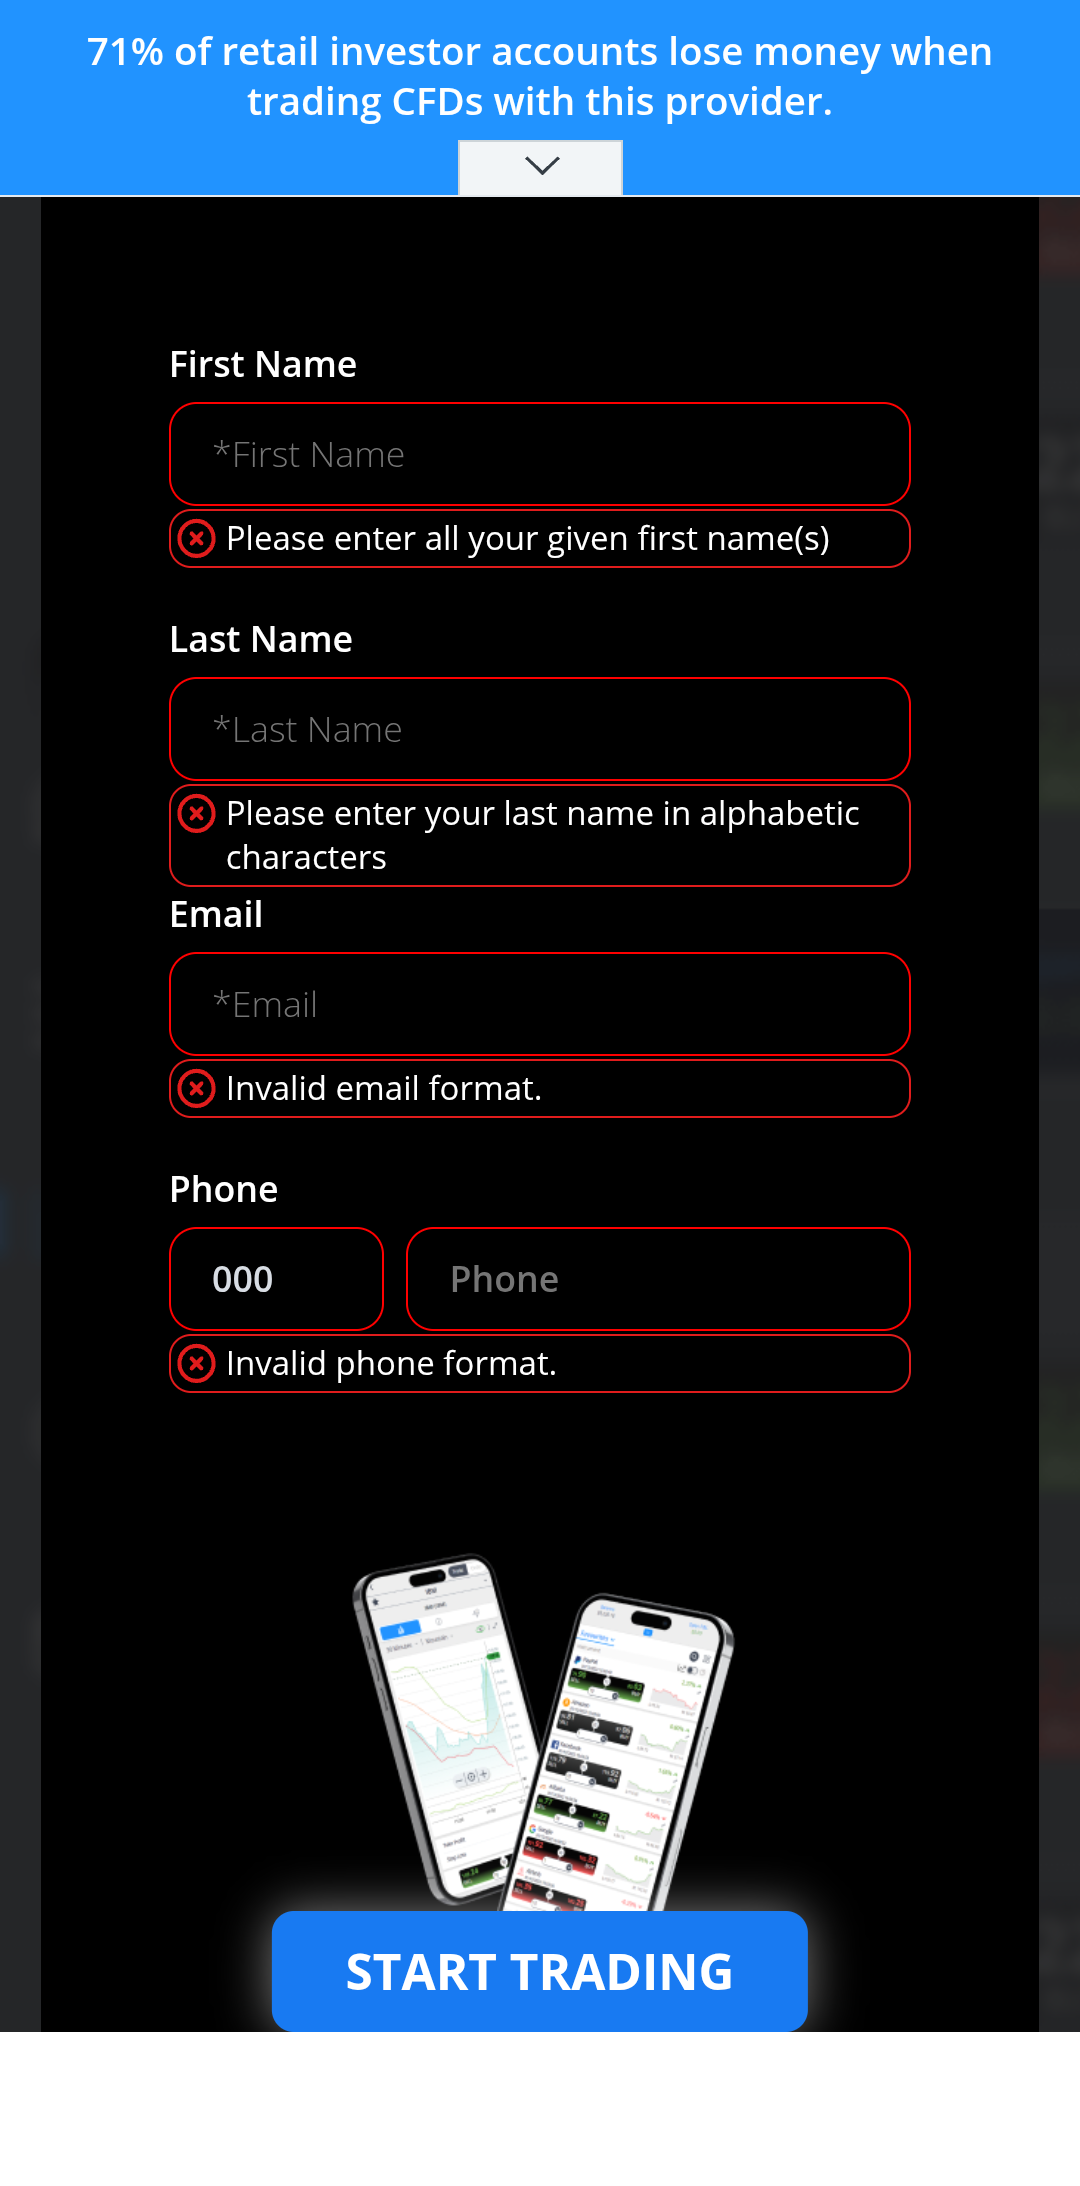 71% of retail investor accounts lose money when
trading CFDs with this provider.
First Name
*First Name
Please enter all your given first name(s)
Last Name
*Last Name
Please enter your last name in alphabetic
characters
Email
*Email
Invalid email format.
Phone
000 Phone
Invalid phone format.
START TRADING